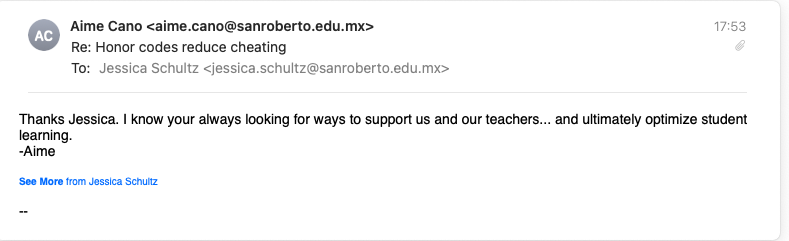 AC
Aime Cano <aime.cano@sanroberto.edu.mx>
17:53
Re: Honor codes reduce cheating
To: Jessica Schultz <jessica.schultz@sanroberto.edu.mx>
Thanks Jessica. I know your always looking for ways to support us and our teachers... and ultimately optimize student
learning.
-Aime
See More from Jessica Schultz
--